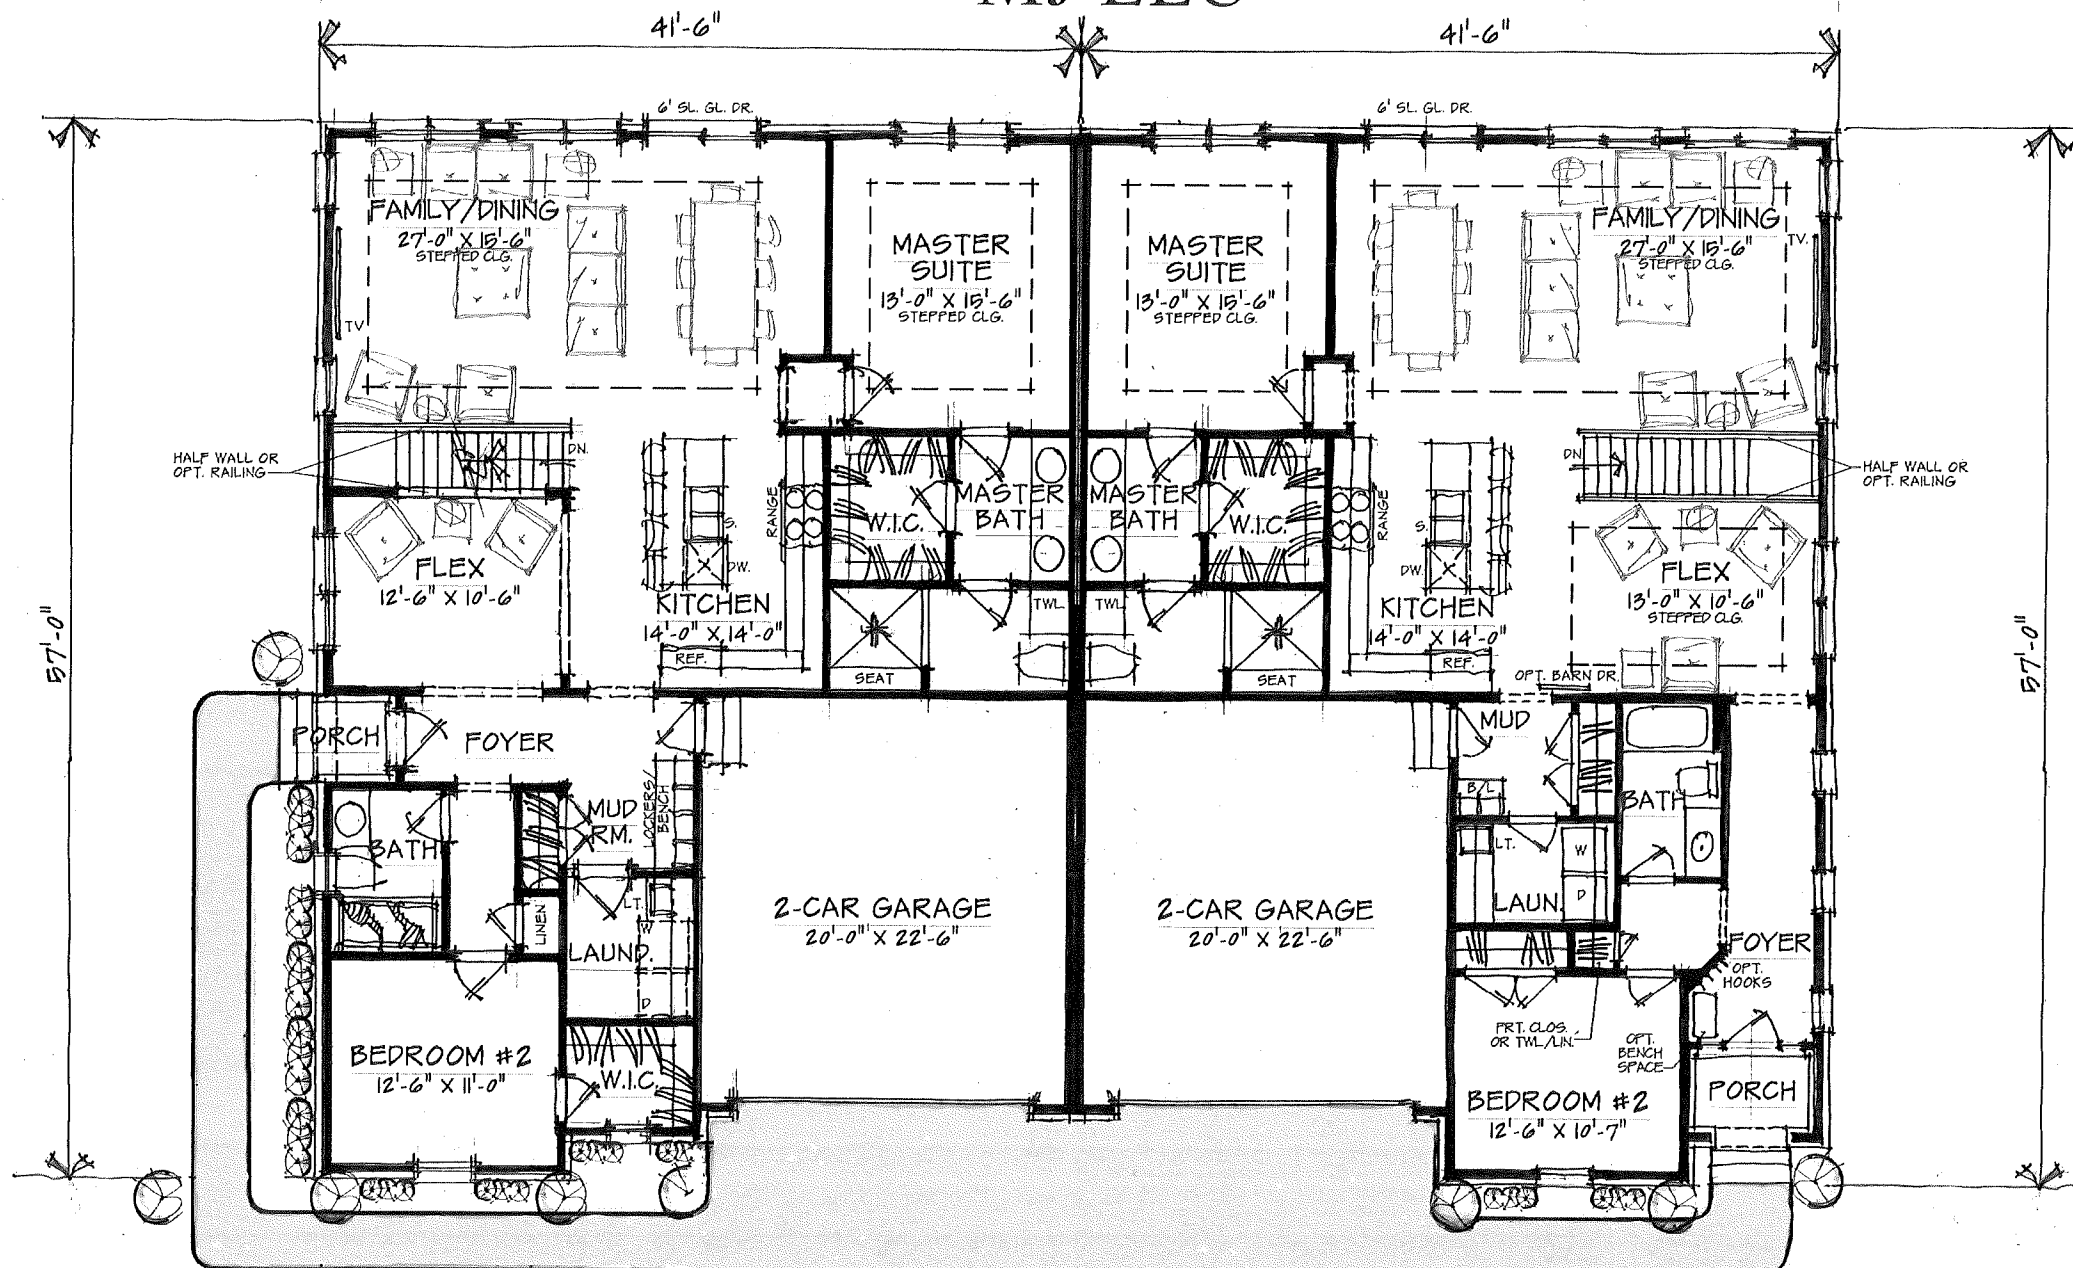 MJ LLC
41'-6"
41'-6"
6' SL. GL. DR.
6' SL. GL. DR.
FAMILY/DINING
27'-0" X 15'-6"
STEPPED CLG.
TV
MASTER
SUITE
13'-0" X 15'-6"
STEPPED CLG.
MASTER
SUITE
13'-0" X 15'-6"
STEPPED CLG.
FAMILY/DINING
27'-0" X 15'-6"
STEPPED CLG.
TV.
HALF WALL OR
OPT. RAILING
DN.
DN
HALF WALL OR
OPT. RAILING
RANGE
S.
DW.
W.I.C.
MASTER
BATH
MASTER
BATH
W.I.C.
RANGE
S.
DW.
FLEX
12'-6" X 10'-6"
KITCHEN
14'-0" X 14'-0"
REF.
SEAT
TWL.
TWL.
SEAT
KITCHEN
14'-0" X 14'-0"
REF.
FLEX
13'-0" X 10'-6"
STEPPED CLG.
57'-0"
57'-0"
OPT. BARN DR.
PORCH
FOYER
MUD
RM.
LOCKERS/
BENCH
BATH
LINEN
LT.
W
LAUND.
D
2-CAR GARAGE
20'-0" X 22'-6"
2-CAR GARAGE
20'-0" X 22'-6"
MUD
B/L
BATH
LT.
W
LAUN.
D
FOYER
OPT.
HOOKS
BEDROOM #2
12'-6" X 11'-0"
W.I.C.
PRT. CLOS.
OR TWL/LIN.
OPT.
BENCH
SPACE
BEDROOM #2
12'-6" X 10'-7"
PORCH